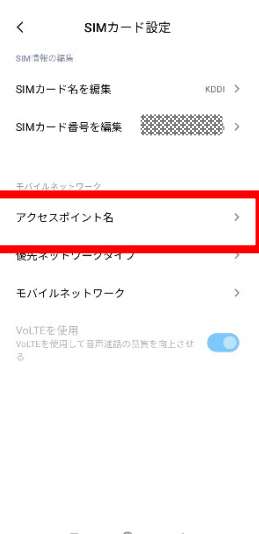 SIMカード設定
SIM情報の編集
SIMカード名を編集 KDDI
SIMカード番号を編集
モバイルネットワーク
アクセスポイント名
優先ネットワークタイプ
モバイルネットワーク
VoLTEを使用
VoLTEを使用して音声通話の品質を向上させ
る